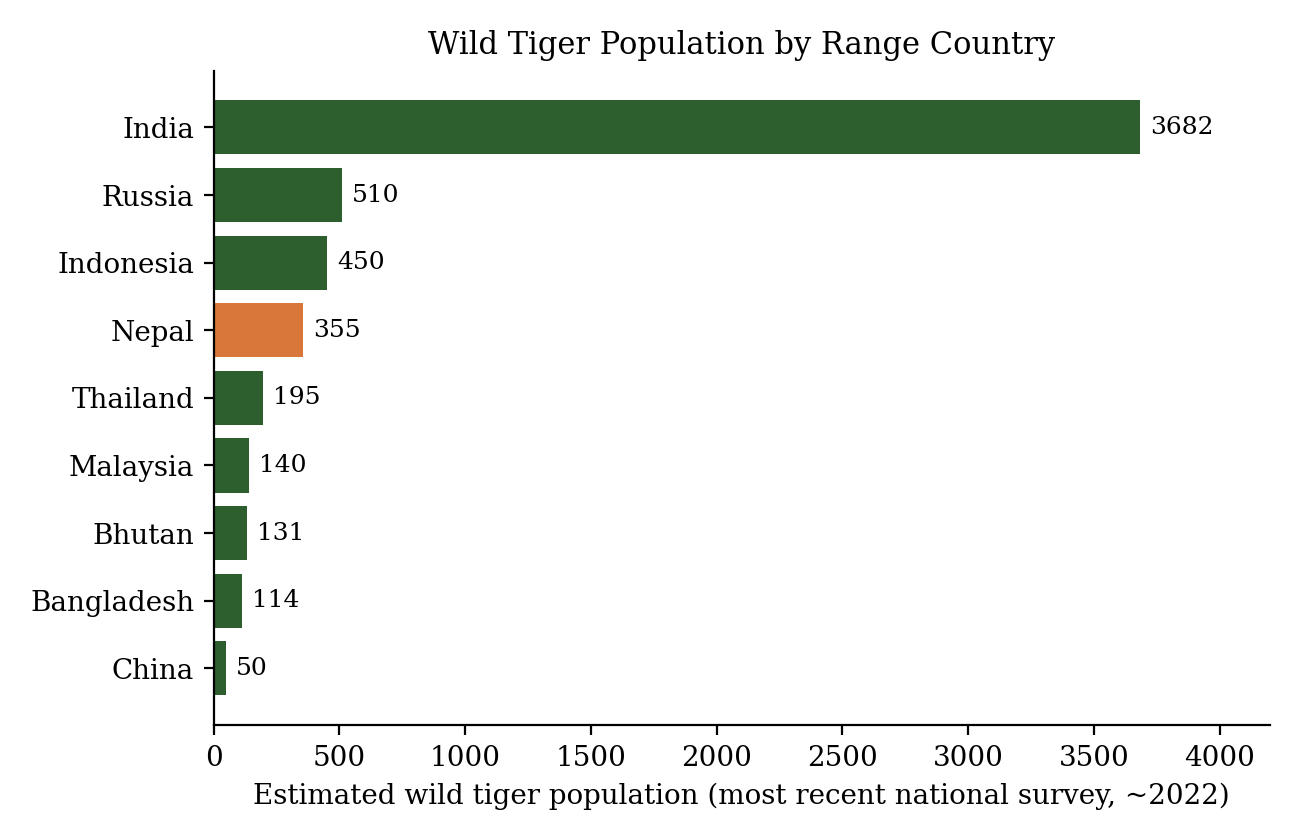 Wild Tiger Population by Range Country
India 3682
Russia 510
Indonesia 450
Nepal 355
Thailand 195
Malaysia 140
Bhutan 131
Bangladesh 114
China 50
0 500 1000 1500 2000 2500 3000 3500 4000
Estimated wild tiger population (most recent national survey, ~2022)